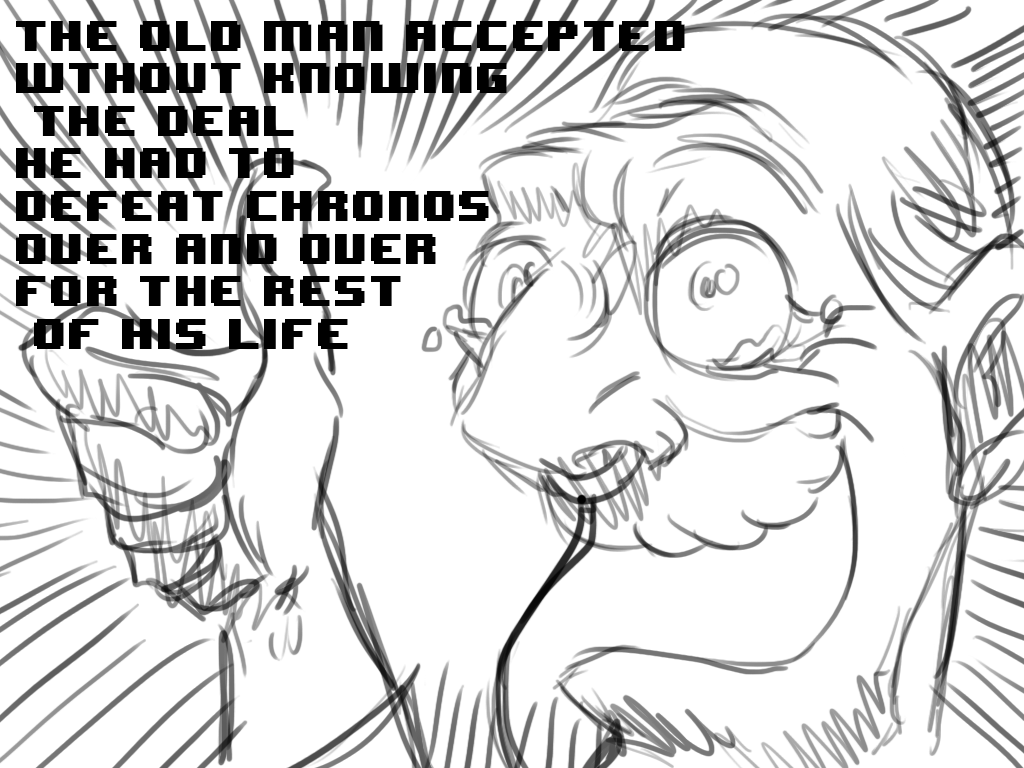 THE OLD MAN ACCEPTED
WTHOUT KNOWING
THE DEAL
HE HAD TO
DEFEAT CHRONOS
OVER AND OVER
FOR THE REST
OF HIS LIFE